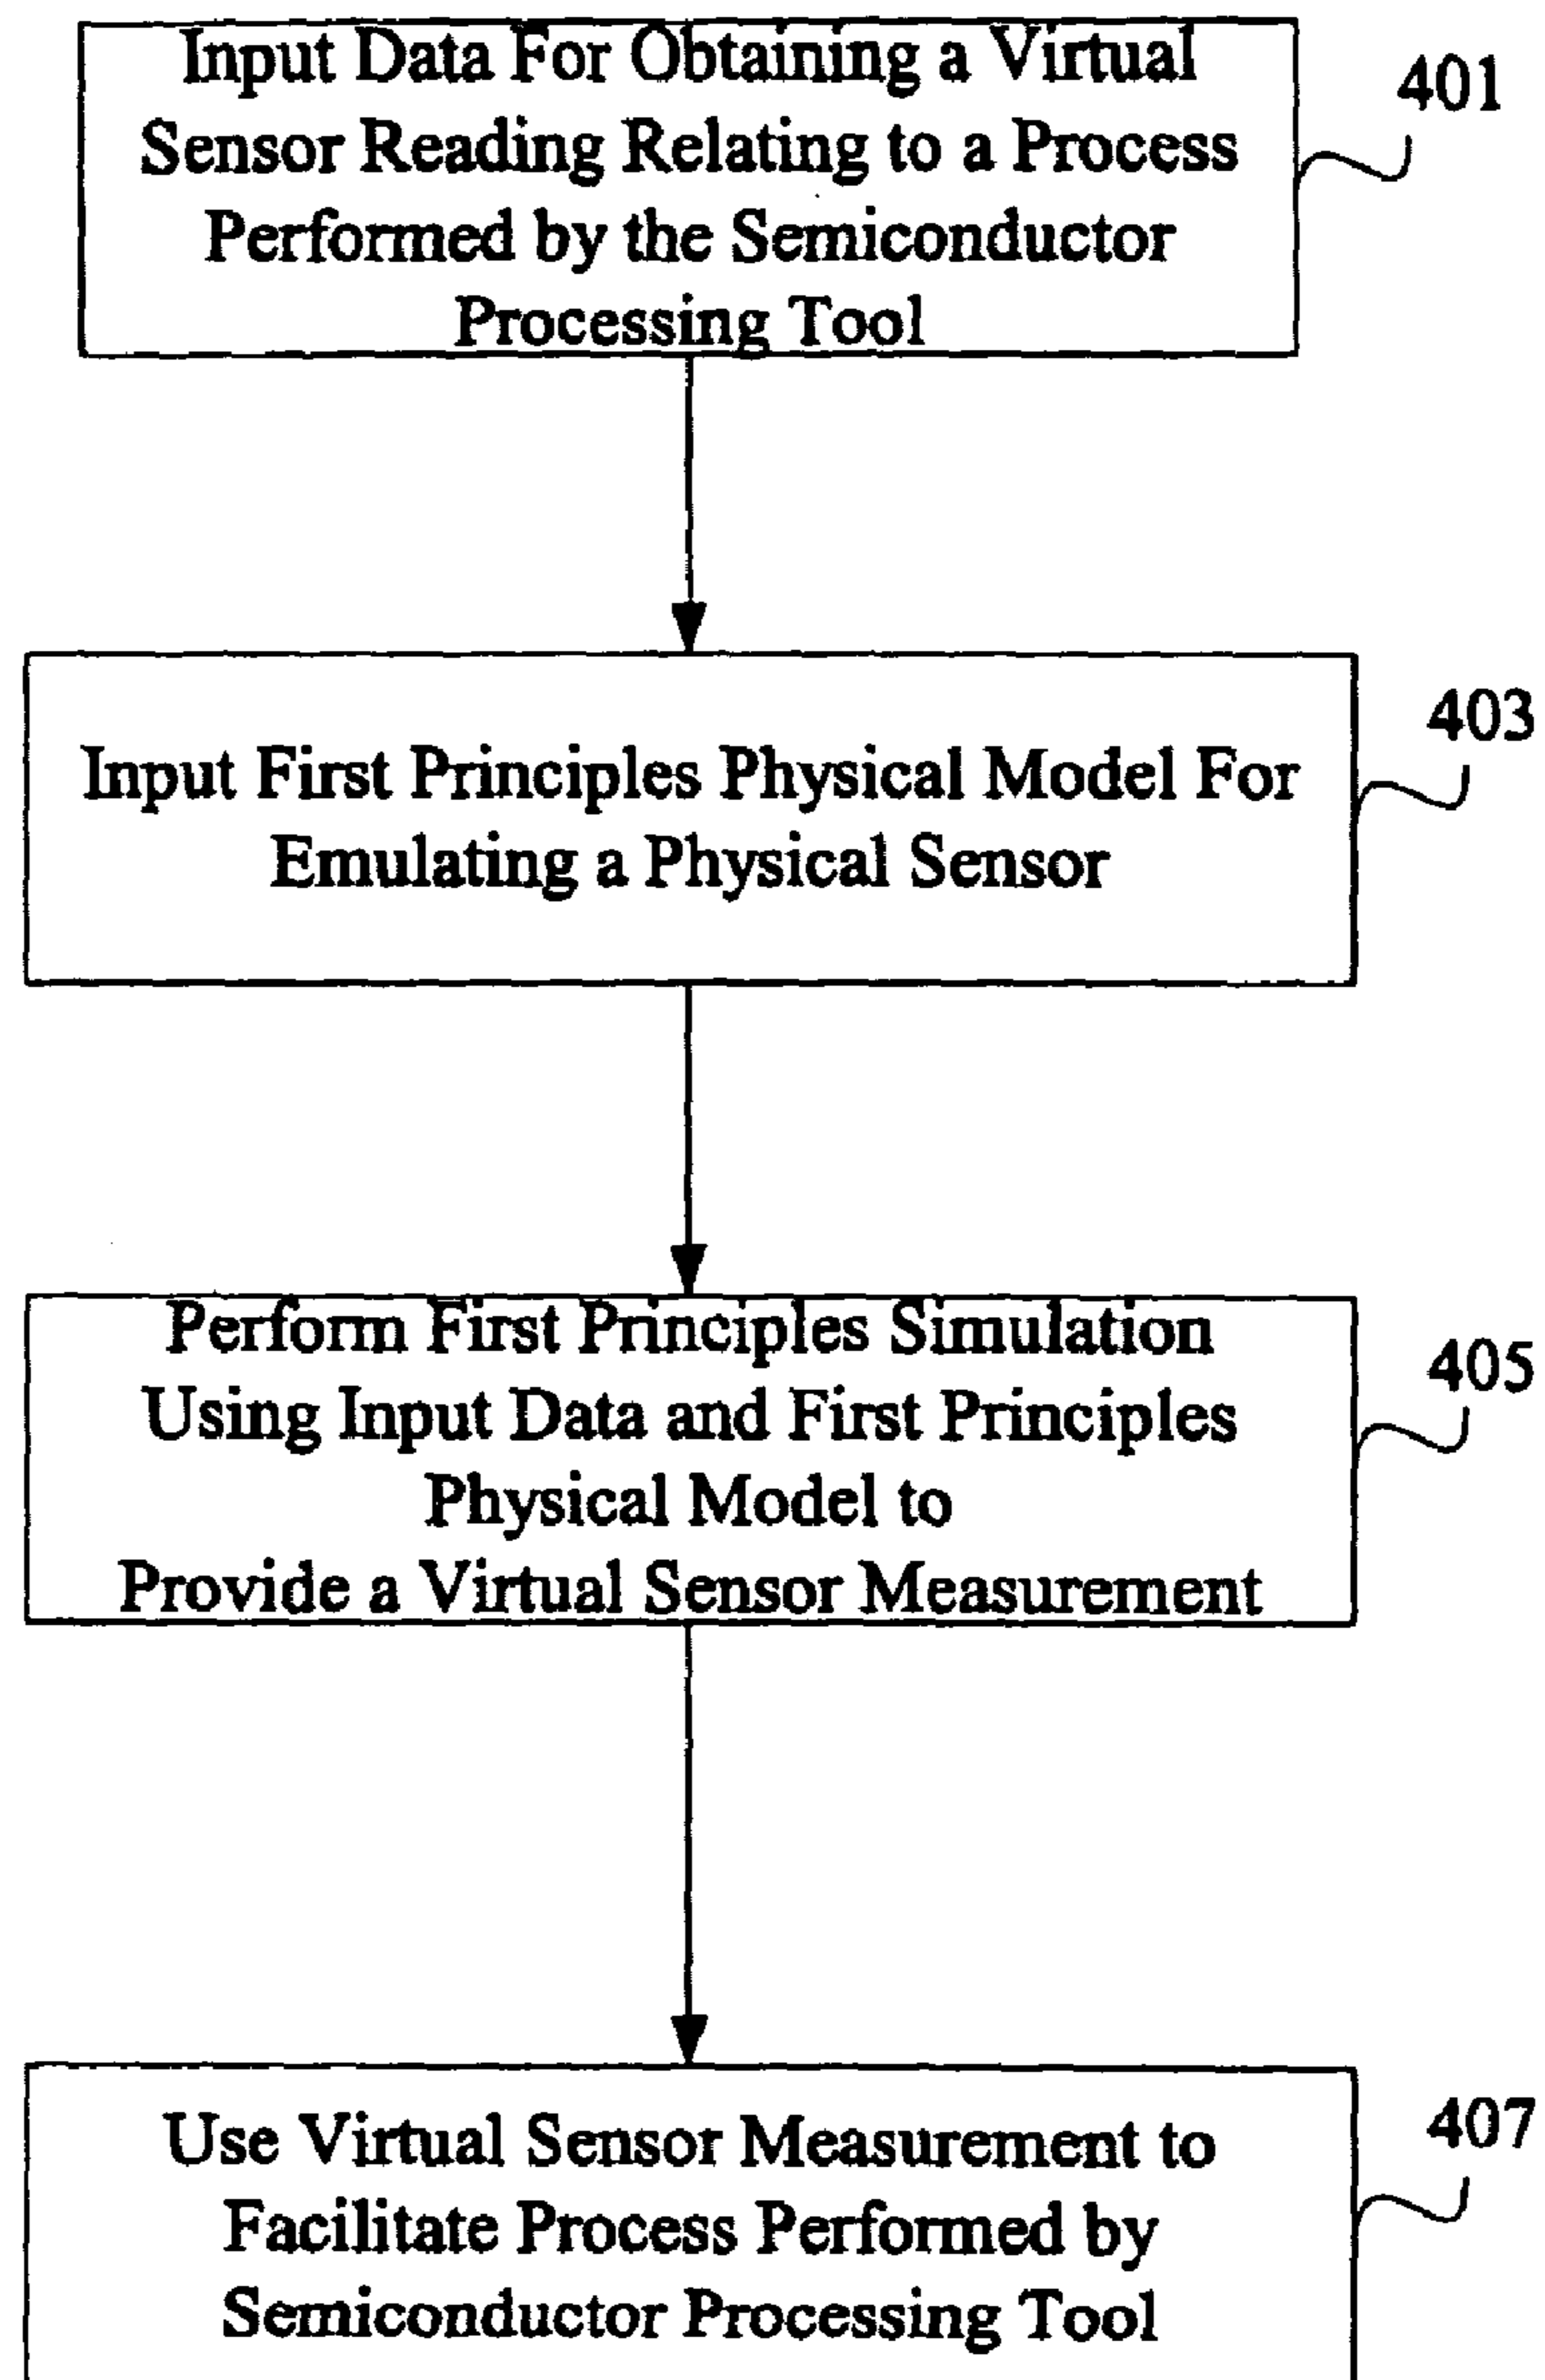 Input Data For Obtaining a Virtual
Sensor Reading Relating to a Process
Performed by the Semiconductor
Processing Tool
401
Input First Principles Physical Model For
Emulating a Physical Sensor
403
Perform First Principles Simulation
Using Input Data and First Principles
Physical Model to
Provide a Virtual Sensor Measurement
405
Use Virtual Sensor Measurement to
Facilitate Process Performed by
Semiconductor Processing Tool
407